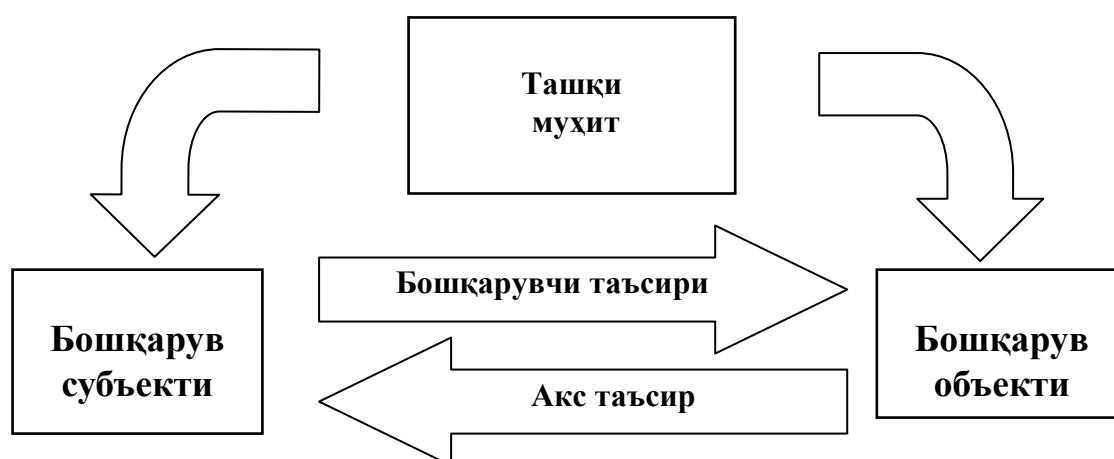 Ташқи
муҳит
Бошқарувчи таъсири
Бошқарув
субъекти
Бошқарув
объекти
Акс таъсир